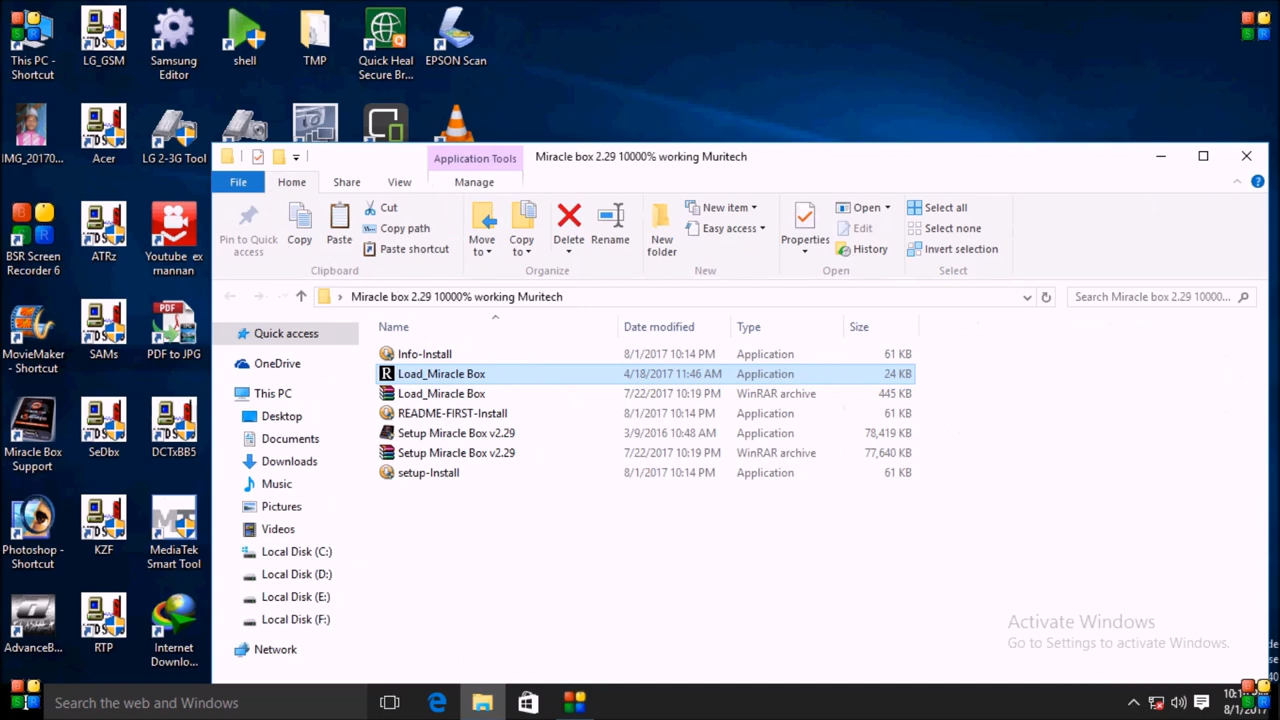 This PC - Shortcut
LG_GSM
Samsung Editor
shell
TMP
Quick Heal Secure Br...
EPSON Scan
IMG_20170...
Acer
LG 2-3G Tool
BSR Screen Recorder 6
ATRz
Youtube ex mannan
MovieMaker - Shortcut
SAMs
PDF to JPG
Miracle Box Support
SeDbx
DCTxBB5
Photoshop - Shortcut
KZF
MediaTek Smart Tool
AdvanceB...
RTP
Internet Downlo...
Application Tools
Miracle box 2.29 10000% working Muritech
File
Home
Share
View
Manage
Pin to Quick access
Copy
Paste
Cut
Copy path
Paste shortcut
Clipboard
Move to
Copy to
Delete
Rename
Organize
New folder
New item
Easy access
New
Properties
Open
Edit
History
Open
Select all
Select none
Invert selection
Select
Miracle box 2.29 10000% working Muritech
Search Miracle box 2.29 10000...
Quick access
OneDrive
This PC
Desktop
Documents
Downloads
Music
Pictures
Videos
Local Disk (C:)
Local Disk (D:)
Local Disk (E:)
Local Disk (F:)
Network
Name Date modified Type Size
Info-Install 8/1/2017 10:14 PM Application 61 KB
Load_Miracle Box 4/18/2017 11:46 AM Application 24 KB
Load_Miracle Box 7/22/2017 10:19 PM WinRAR archive 445 KB
README-FIRST-Install 8/1/2017 10:14 PM Application 61 KB
Setup Miracle Box v2.29 3/9/2016 10:48 AM Application 78,419 KB
Setup Miracle Box v2.29 7/22/2017 10:19 PM WinRAR archive 77,640 KB
setup-Install 8/1/2017 10:14 PM Application 61 KB
Activate Windows
Go to Settings to activate Windows.
Search the web and Windows
8/1/2017